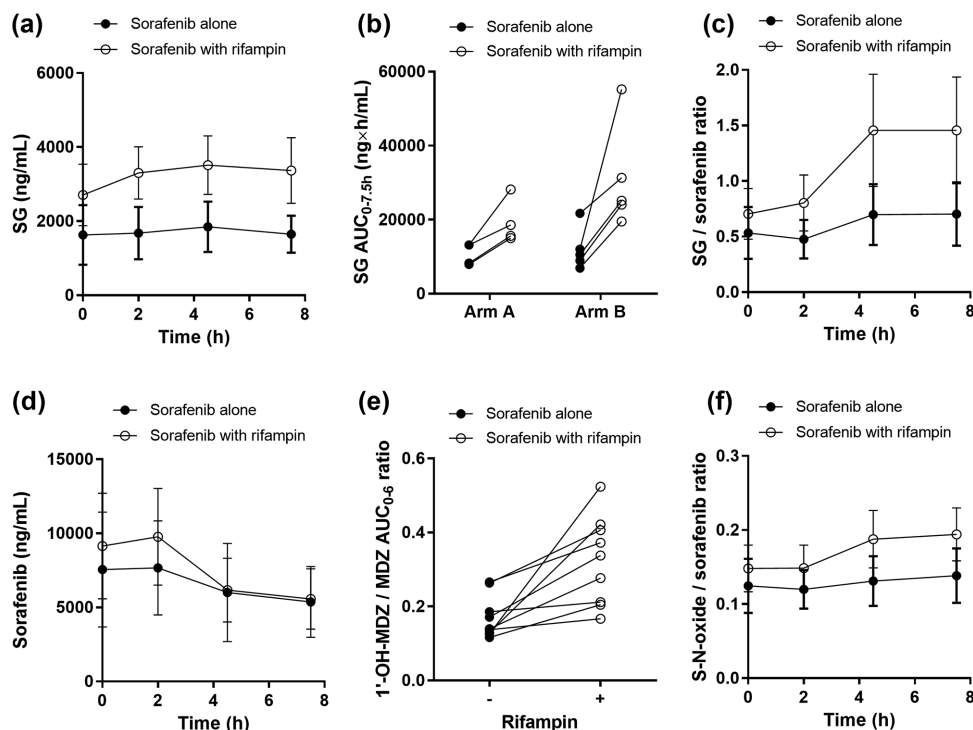 (a)
Sorafenib alone
Sorafenib with rifampin
SG (ng/mL)
6000
4000
2000
0
0 2 4 6 8
Time (h)
(b)
Sorafenib alone
Sorafenib with rifampin
SG AUC0-7.5h (ng×h/mL)
60000
40000
20000
0
Arm A Arm B
(c)
Sorafenib alone
Sorafenib with rifampin
SG / sorafenib ratio
2.0
1.5
1.0
0.5
0.0
0 2 4 6 8
Time (h)
(d)
Sorafenib alone
Sorafenib with rifampin
Sorafenib (ng/mL)
15000
10000
5000
0
0 2 4 6 8
Time (h)
(e)
Sorafenib alone
Sorafenib with rifampin
1'-OH-MDZ / MDZ AUC0-6 ratio
0.6
0.4
0.2
0.0
- +
Rifampin
(f)
Sorafenib alone
Sorafenib with rifampin
S-N-oxide / sorafenib ratio
0.3
0.2
0.1
0.0
0 2 4 6 8
Time (h)